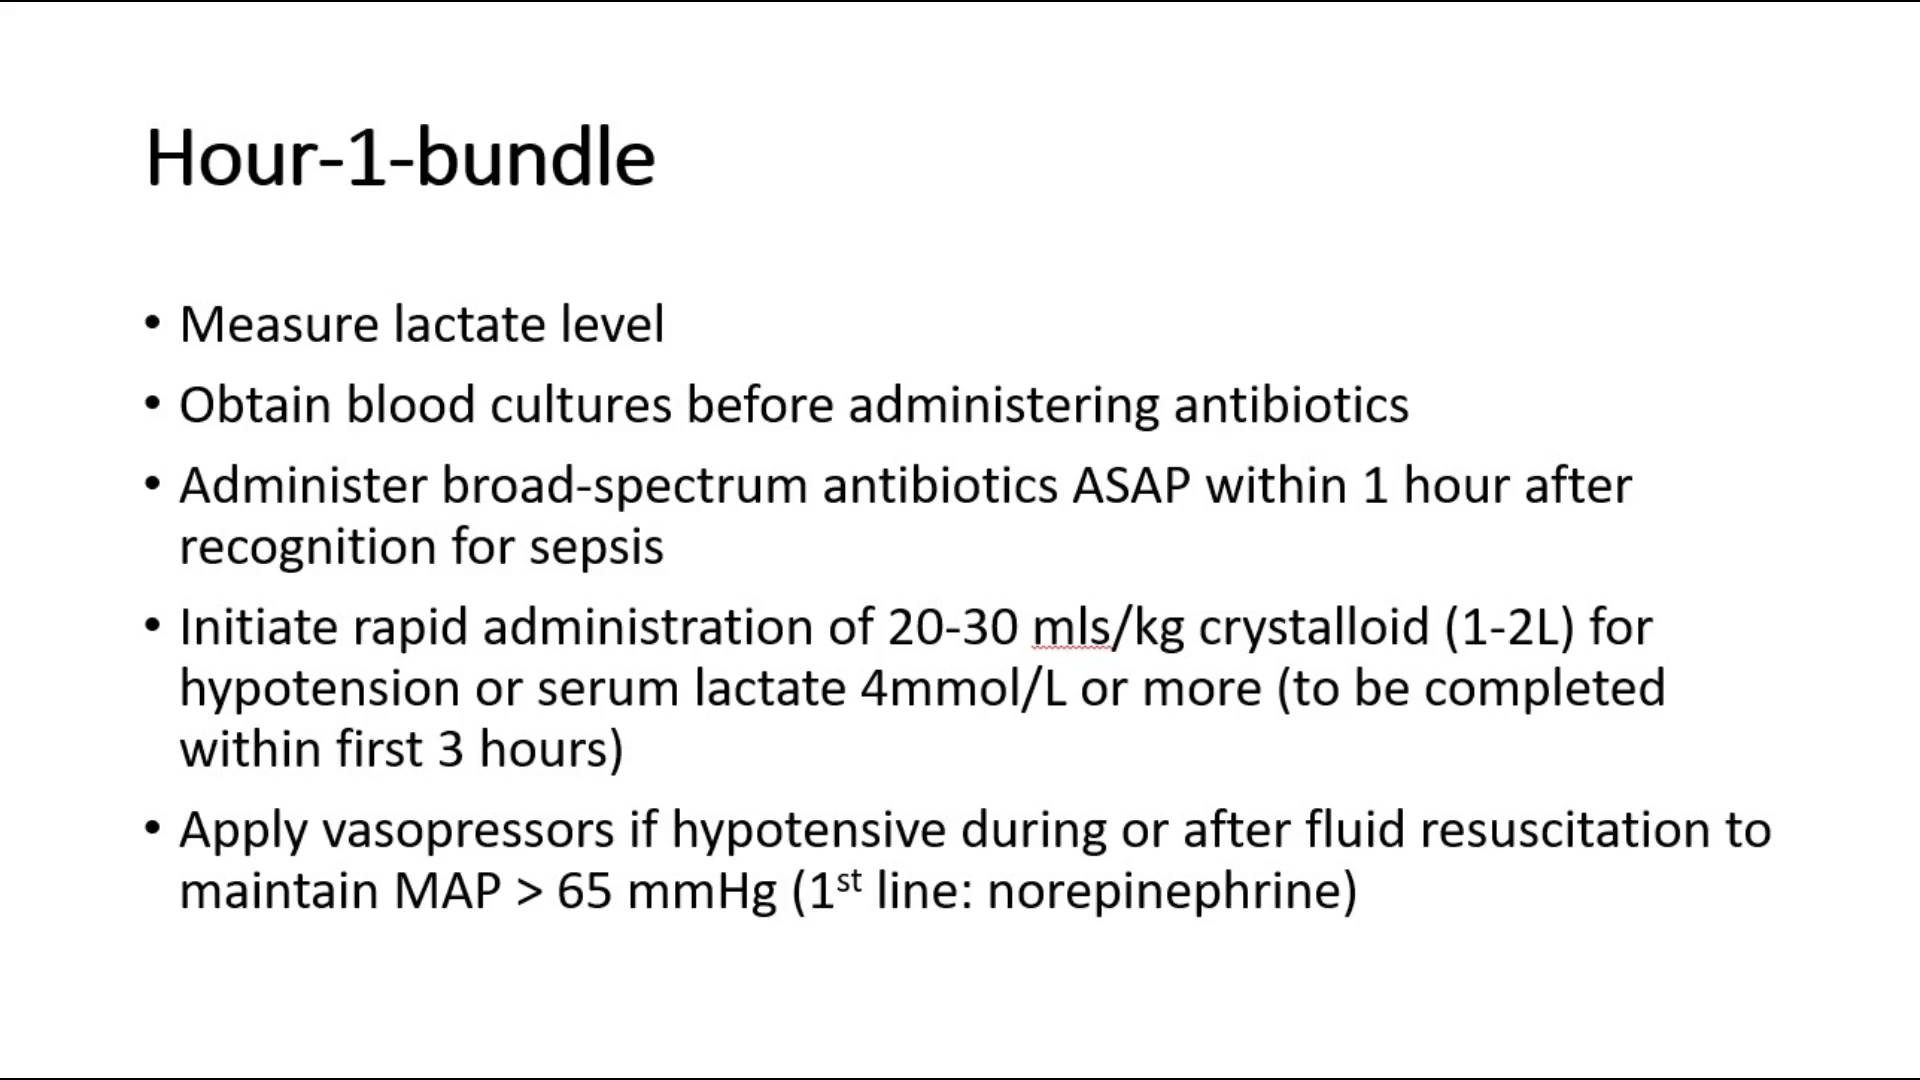 Hour-1-bundle
• Measure lactate level
• Obtain blood cultures before administering antibiotics
• Administer broad-spectrum antibiotics ASAP within 1 hour after
recognition for sepsis
• Initiate rapid administration of 20-30 mls/kg crystalloid (1-2L) for
hypotension or serum lactate 4mmol/L or more (to be completed
within first 3 hours)
• Apply vasopressors if hypotensive during or after fluid resuscitation to
maintain MAP > 65 mmHg (1st line: norepinephrine)